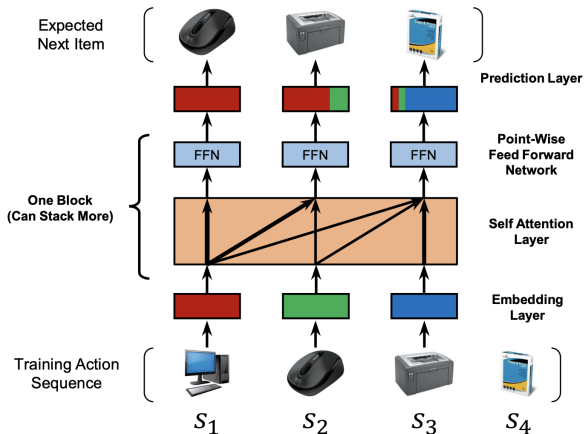 Expected
Next Item
Prediction Layer
FFN
FFN
FFN
Point-Wise
Feed Forward
Network
One Block
(Can Stack More)
Self Attention
Layer
Embedding
Layer
Training Action
Sequence
S1
S2
S3
S4